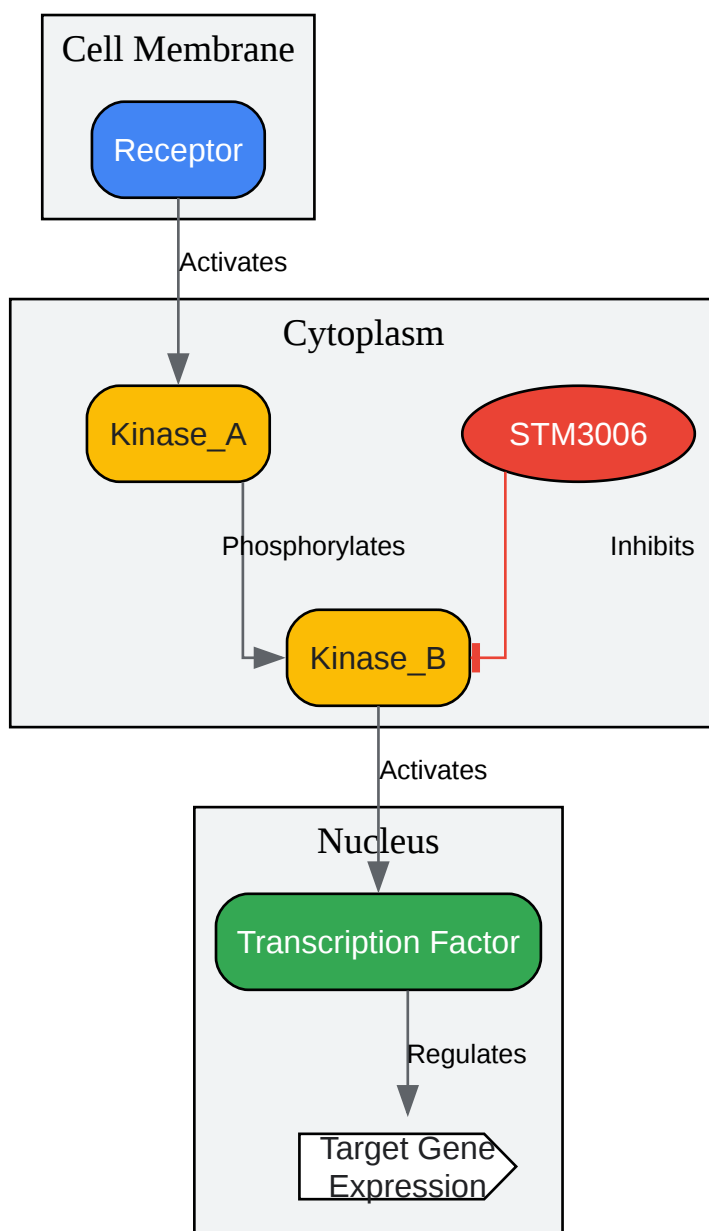 Cell Membrane
Receptor
Activates
Cytoplasm
Kinase_A
STM3006
Phosphorylates
Inhibits
Kinase_B
Activates
Nucleus
Transcription Factor
Regulates
Target Gene
Expression